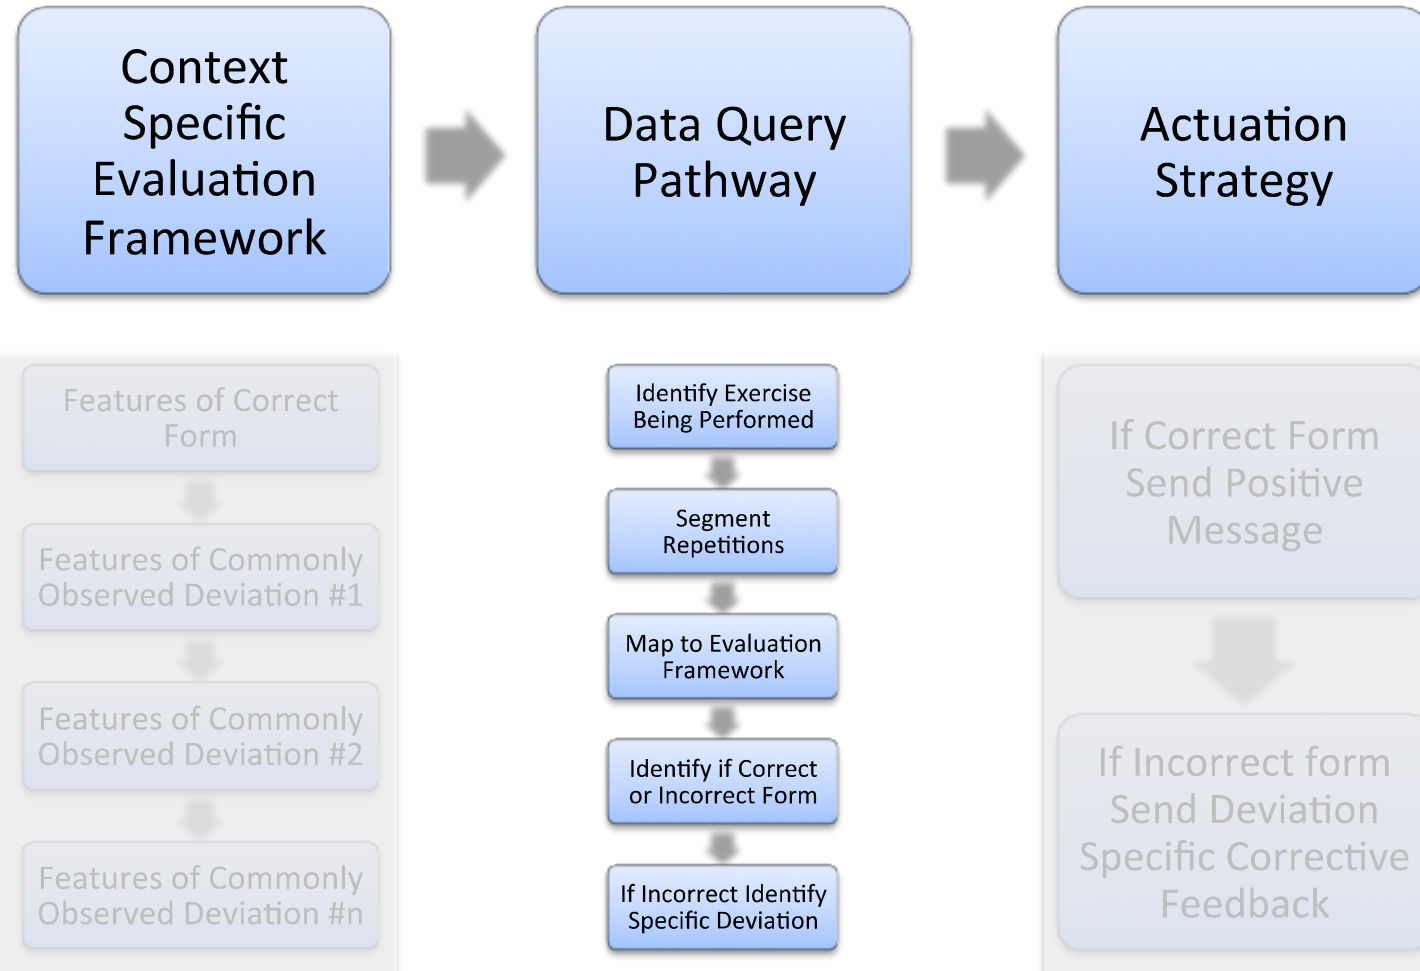 Context
Specific
Evaluation
Framework
Data Query
Pathway
Actuation
Strategy
Features of Correct
Form
Features of Commonly
Observed Deviation #1
Features of Commonly
Observed Deviation #2
Features of Commonly
Observed Deviation #n
Identify Exercise
Being Performed
Segment
Repetitions
Map to Evaluation
Framework
Identify if Correct
or Incorrect Form
If Incorrect Identify
Specific Deviation
If Correct Form
Send Positive
Message
If Incorrect form
Send Deviation
Specific Corrective
Feedback